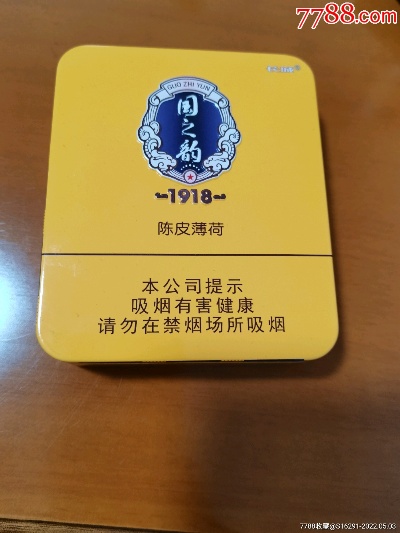 7788.com
GUO ZHI YUN
国之韵
1918
陈皮薄荷
本公司提示
吸烟有害健康
请勿在禁烟场所吸烟
7788收藏@S16291-2022.05.03